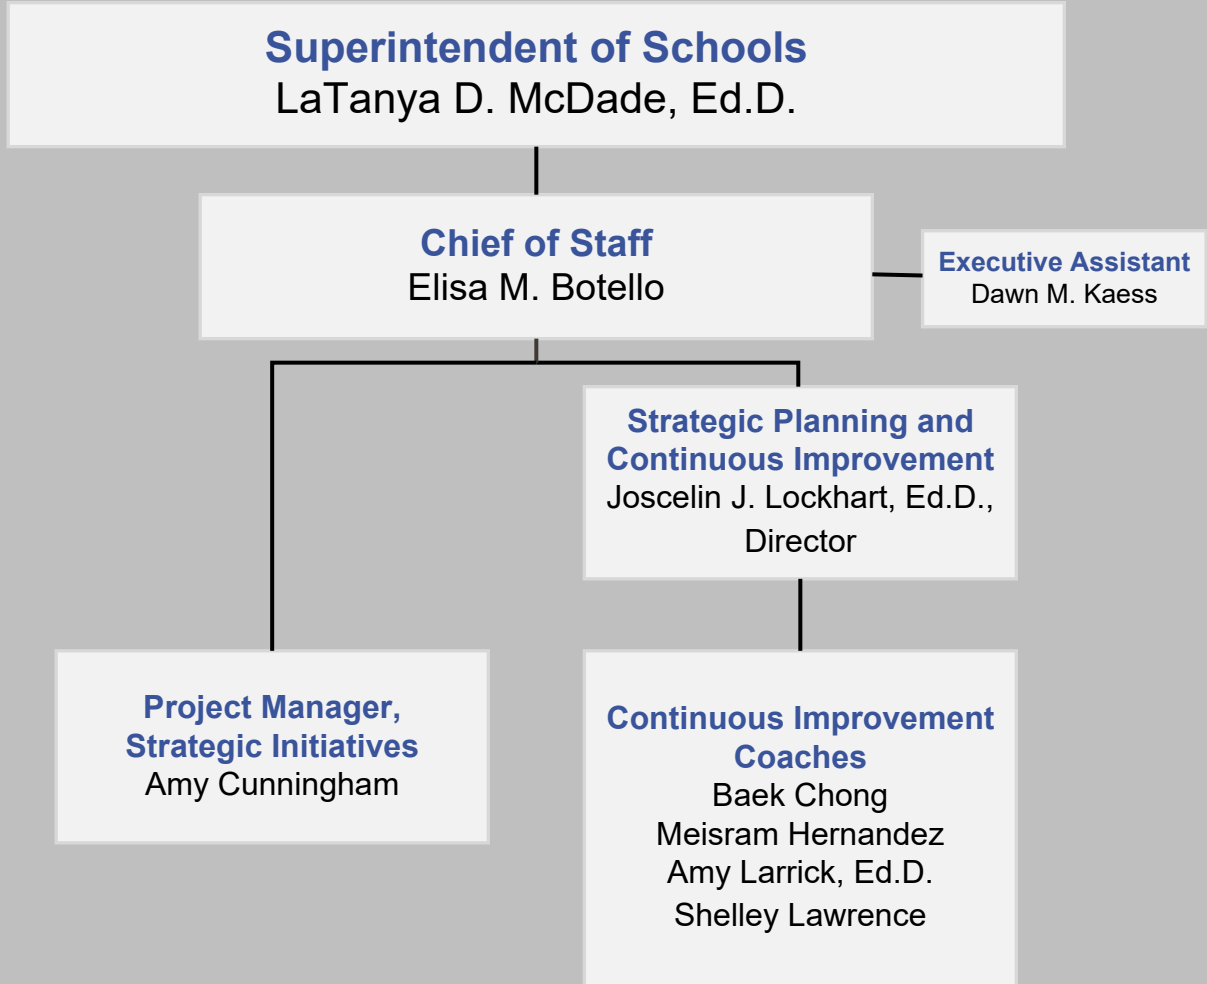 Superintendent of Schools
LaTanya D. McDade, Ed.D.
Chief of Staff
Elisa M. Botello
Executive Assistant
Dawn M. Kaess
Strategic Planning and
Continuous Improvement
Joscelin J. Lockhart, Ed.D.,
Director
Project Manager,
Strategic Initiatives
Amy Cunningham
Continuous Improvement
Coaches
Baek Chong
Meisram Hernandez
Amy Larrick, Ed.D.
Shelley Lawrence